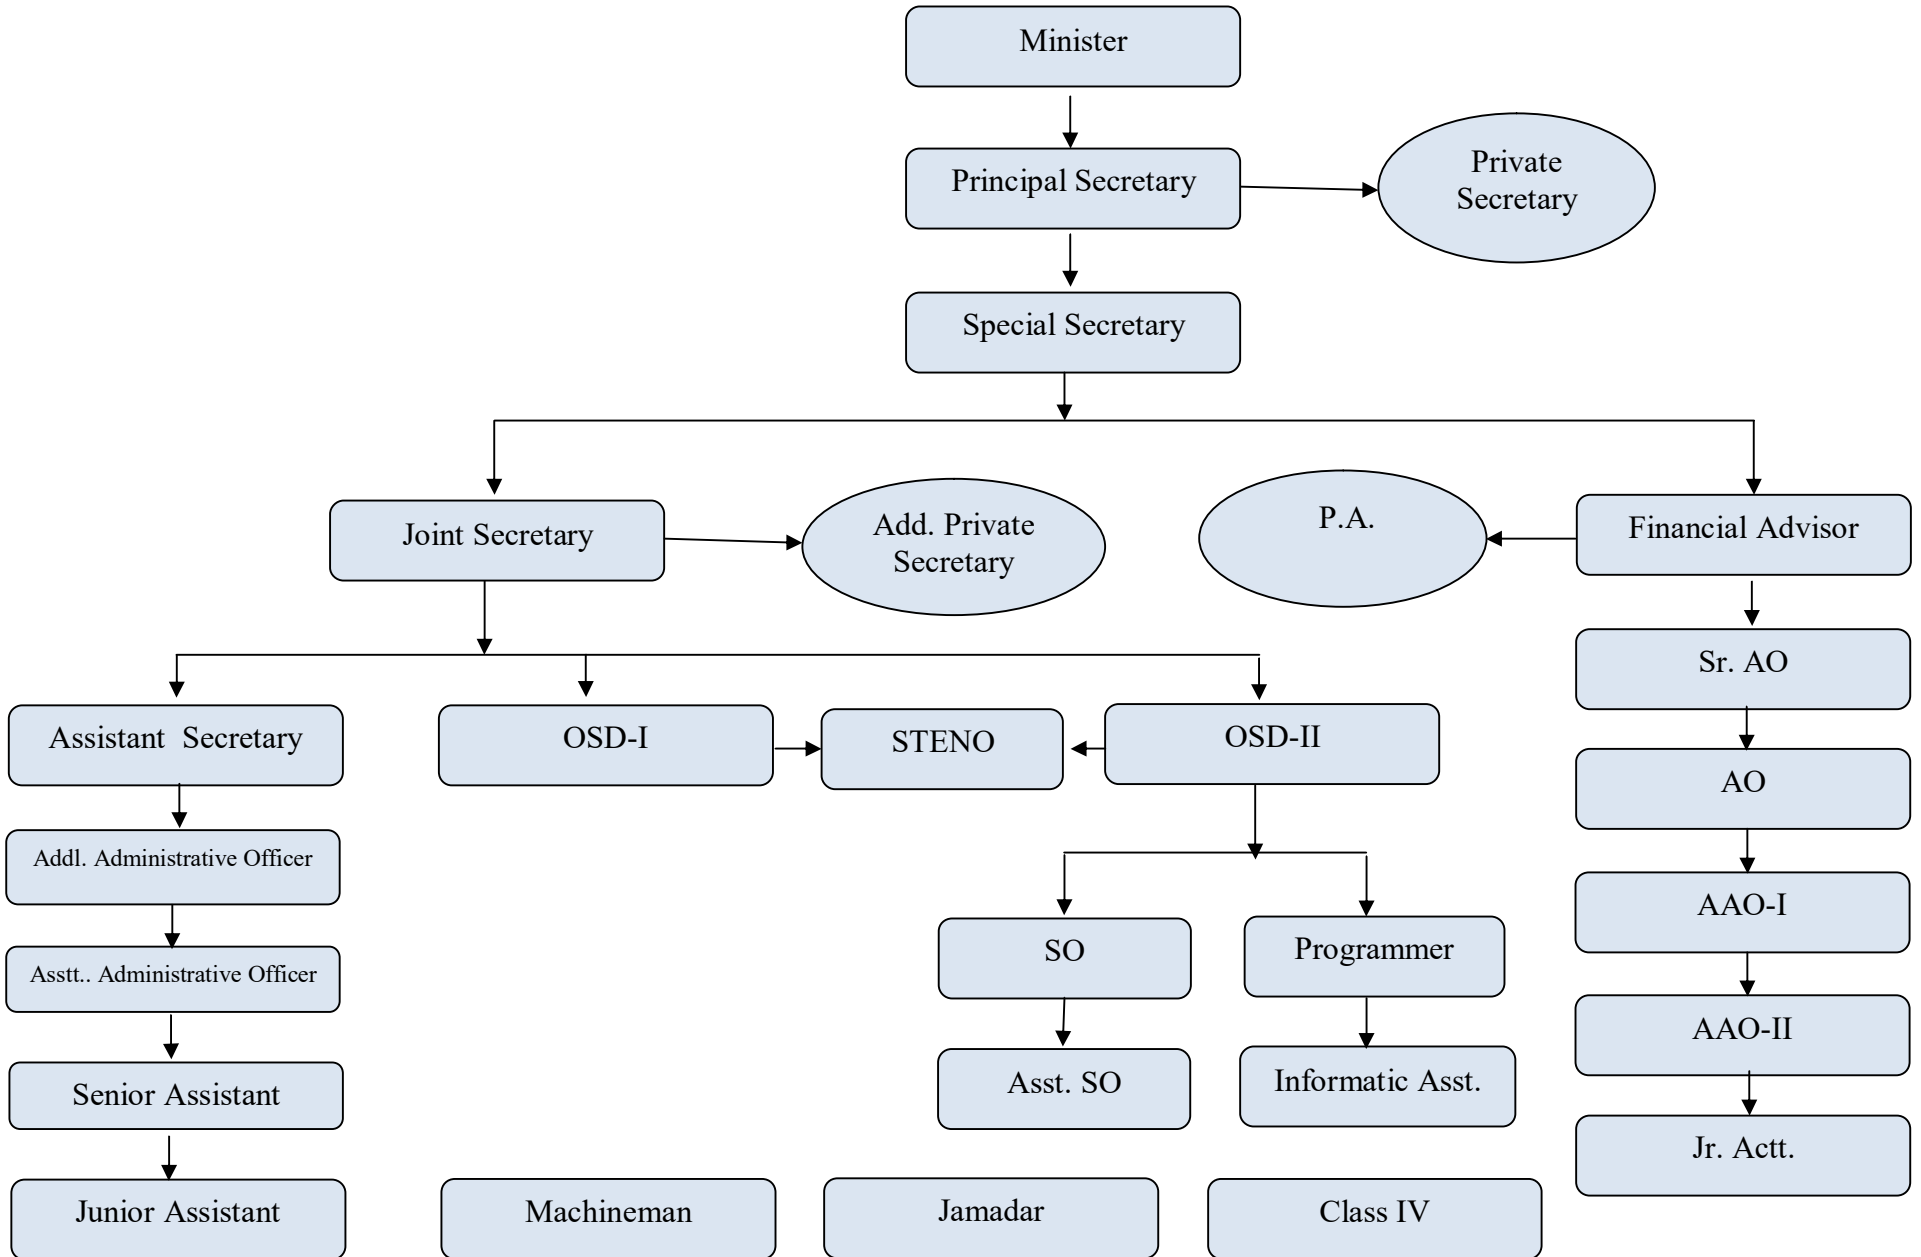 Minister
Principal Secretary
Private
Secretary
Special Secretary
Joint Secretary
Add. Private
Secretary
P.A.
Financial Advisor
Sr. AO
Assistant  Secretary
OSD-I
STENO
OSD-II
AO
Addl. Administrative Officer
AAO-I
Asstt.. Administrative Officer
SO
Programmer
AAO-II
Senior Assistant
Asst. SO
Informatic Asst.
Jr. Actt.
Junior Assistant
Machineman
Jamadar
Class IV